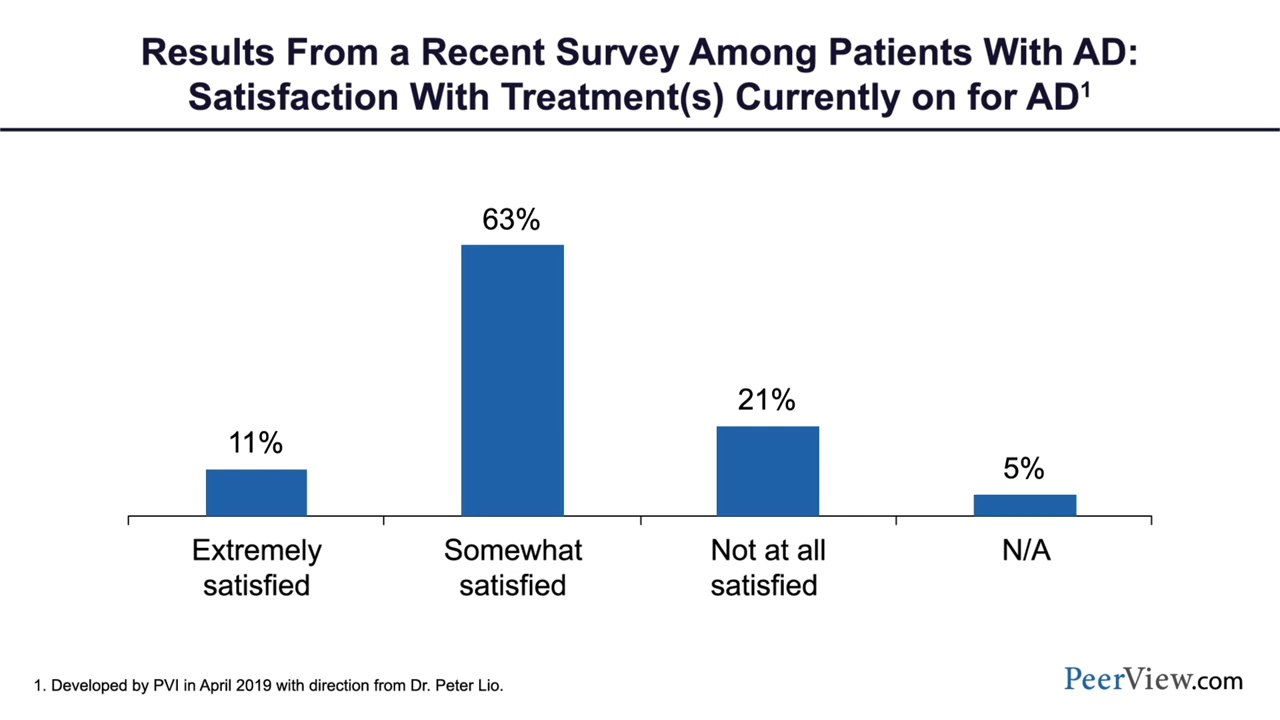 Results From a Recent Survey Among Patients With AD:
Satisfaction With Treatment(s) Currently on for AD¹
63%
21%
11%
5%
Extremely
satisfied
Somewhat
satisfied
Not at all
satisfied
N/A
1. Developed by PVI in April 2019 with direction from Dr. Peter Lio.
PeerView.com